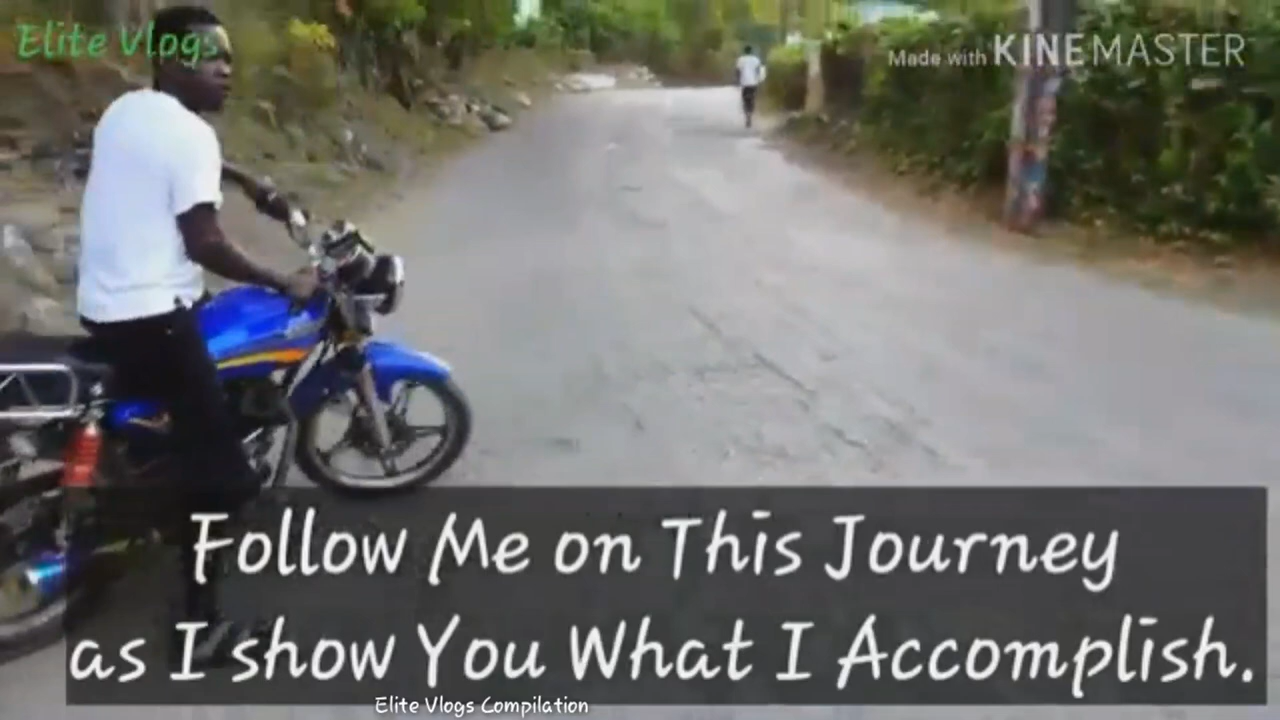 Elite Vlogs
Made with KINEMASTER
Follow Me on This Journey
as I show You What I Accomplish.
Elite Vlogs Compilation